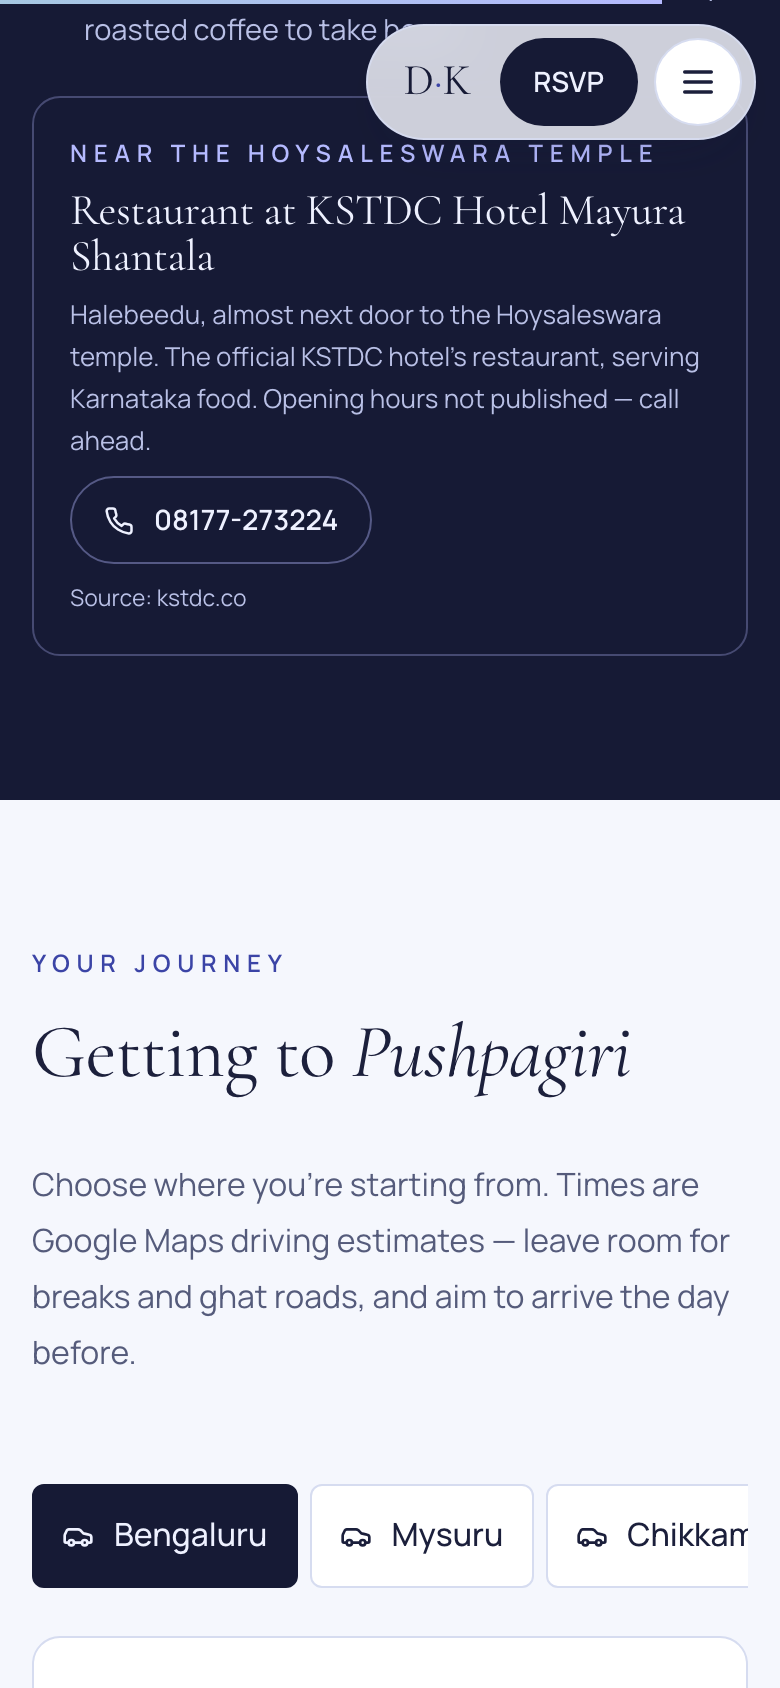 roasted coffee to take
D·K
RSVP
NEAR THE HOYSALESWARA TEMPLE
Restaurant at KSTDC Hotel Mayura
Shantala
Halebeedu, almost next door to the Hoysaleswara
temple. The official KSTDC hotel's restaurant, serving
Karnataka food. Opening hours not published — call
ahead.
08177-273224
Source: kstdc.co
YOUR JOURNEY
Getting to Pushpagiri
Choose where you're starting from. Times are
Google Maps driving estimates — leave room for
breaks and ghat roads, and aim to arrive the day
before.
Bengaluru
Mysuru